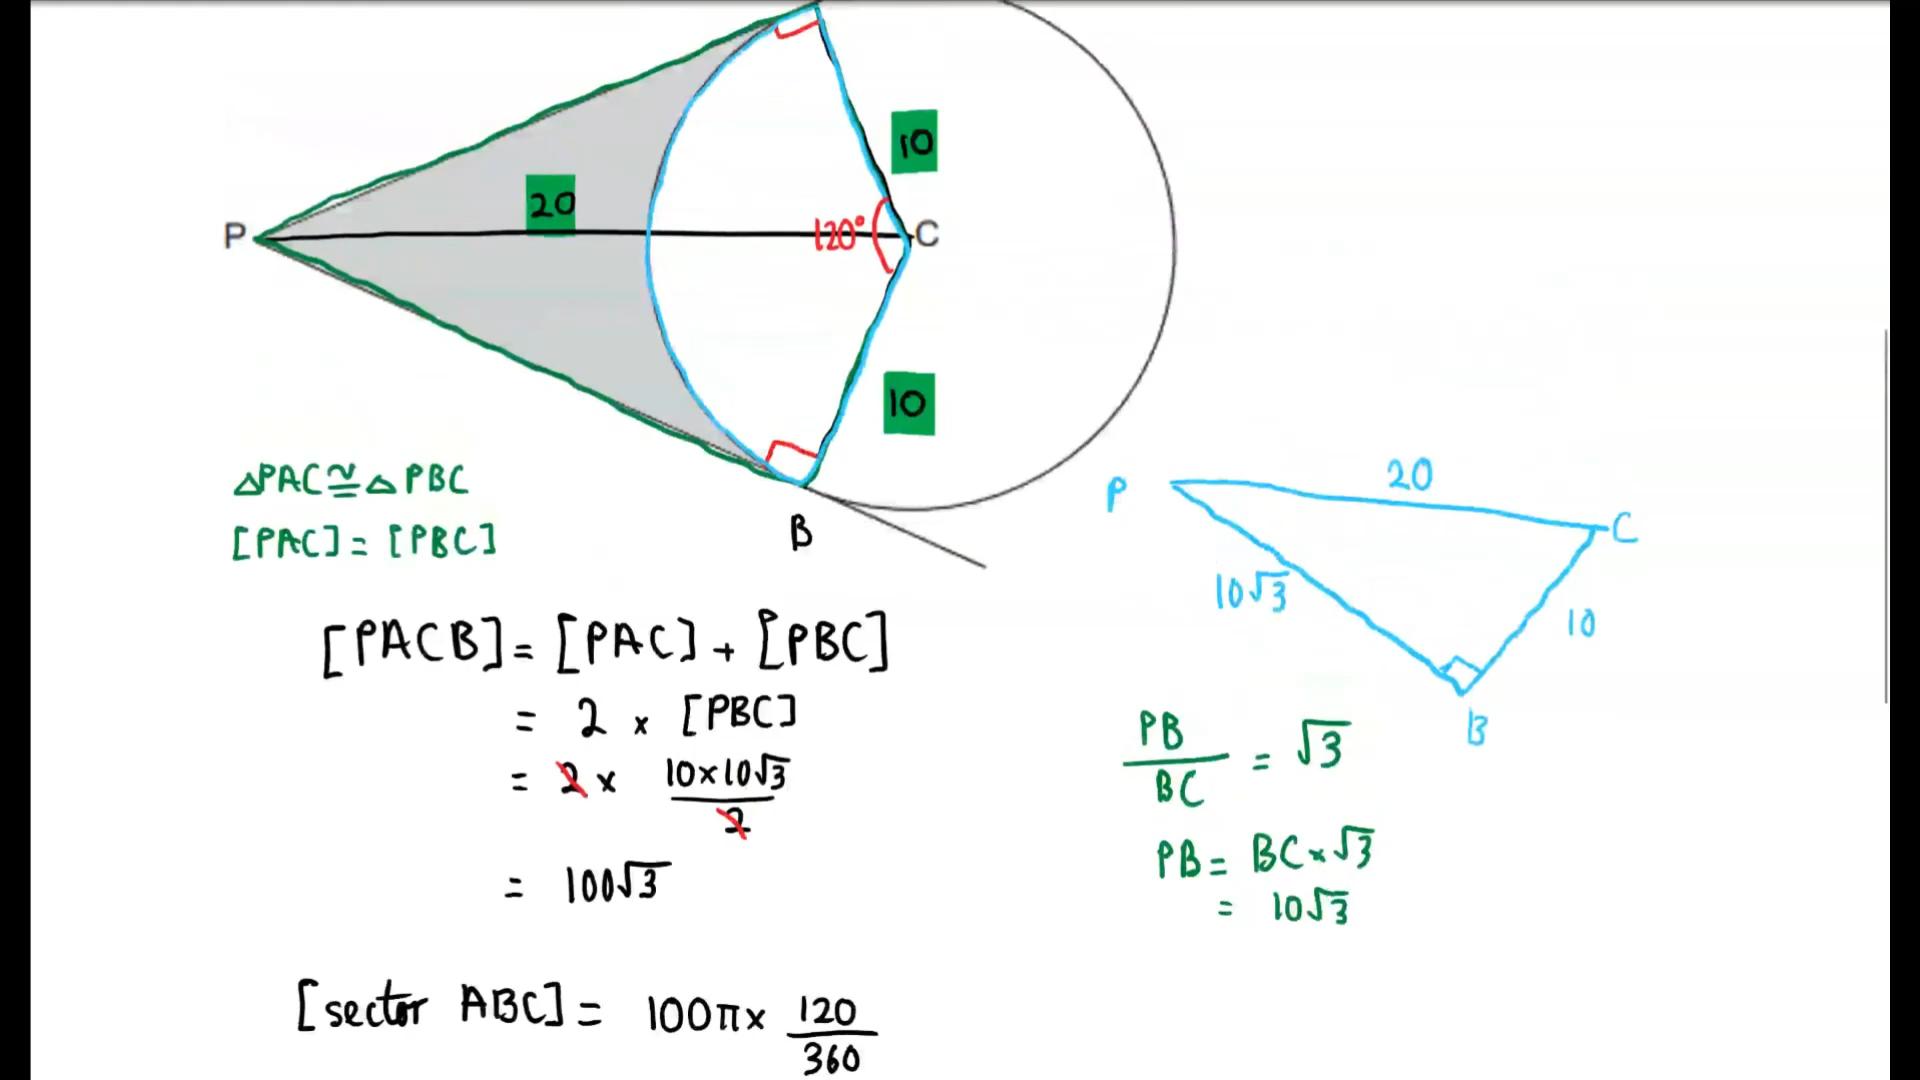 10
20
P
120°
C
10
△PAC≅△PBC
[PAC]=[PBC]
B
P
20
C
10√3
10
B
[PACB]=[PAC]+[PBC]
= 2 × [PBC]
= 2 × 10×10√3
2
= 100√3
PB
BC
= √3
PB= BC×√3
= 10√3
[sector ABC]= 100π× 120
360